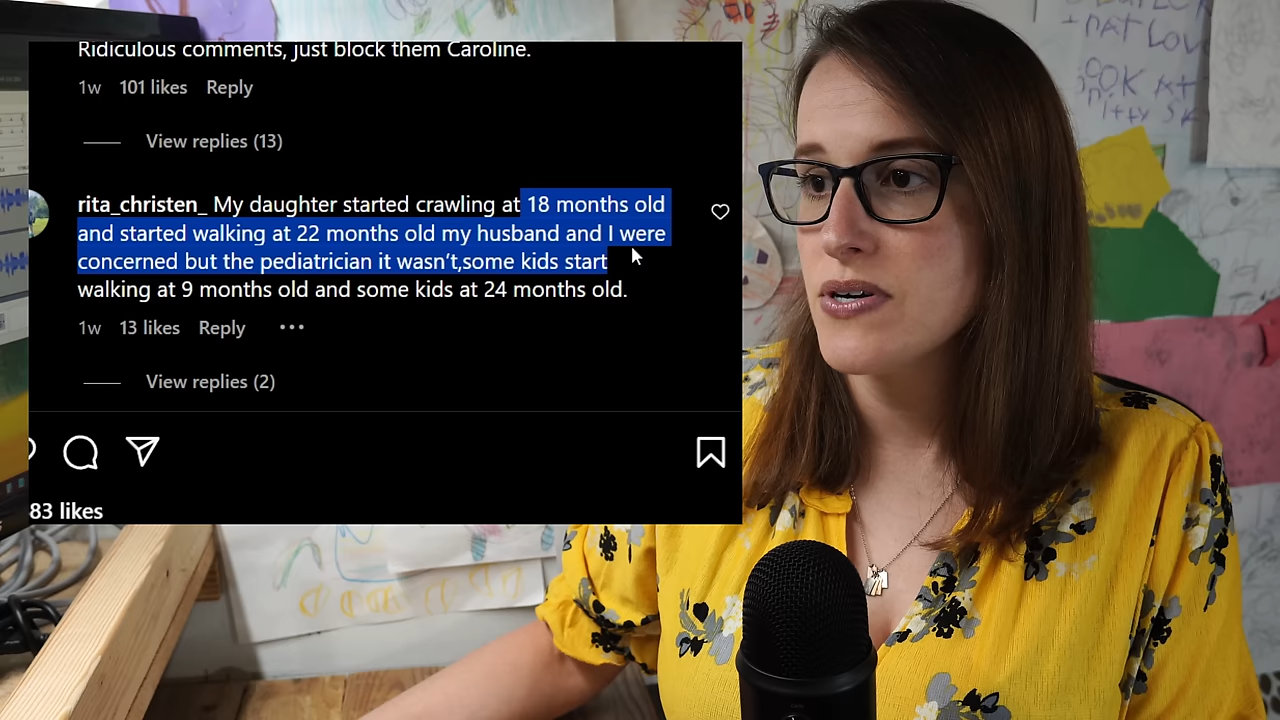 Ridiculous comments, just block them Caroline.
1w 101 likes Reply
View replies (13)
rita_christen_ My daughter started crawling at 18 months old
and started walking at 22 months old my husband and I were
concerned but the pediatrician it wasn't,some kids start
walking at 9 months old and some kids at 24 months old.
1w 13 likes Reply
View replies (2)
83 likes
PAT LOV